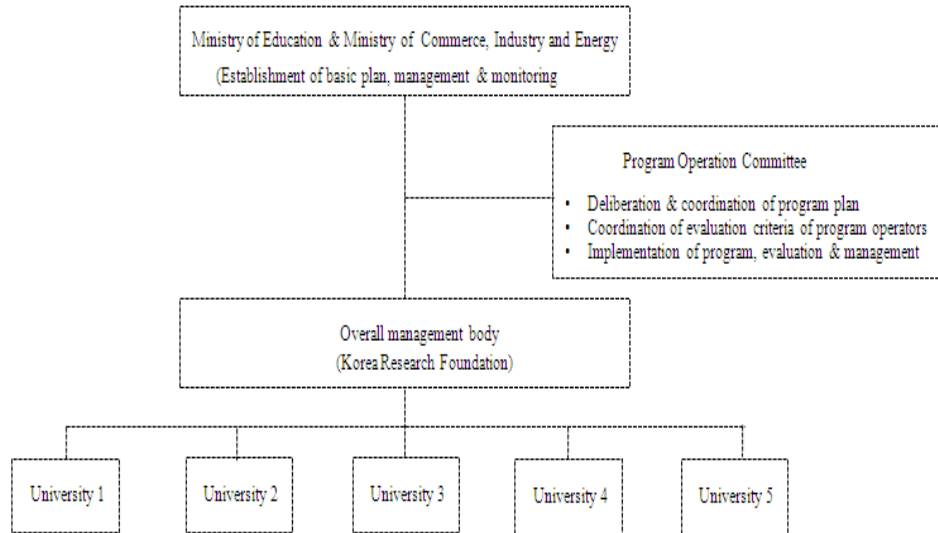 Ministry of Education & Ministry of Commerce, Industry and Energy
(Establishment of basic plan, management & monitoring
Program Operation Committee
• Deliberation & coordination of program plan
• Coordination of evaluation criteria of program operators
• Implementation of program, evaluation & management
Overall management body
(Korea Research Foundation)
University 1
University 2
University 3
University 4
University 5